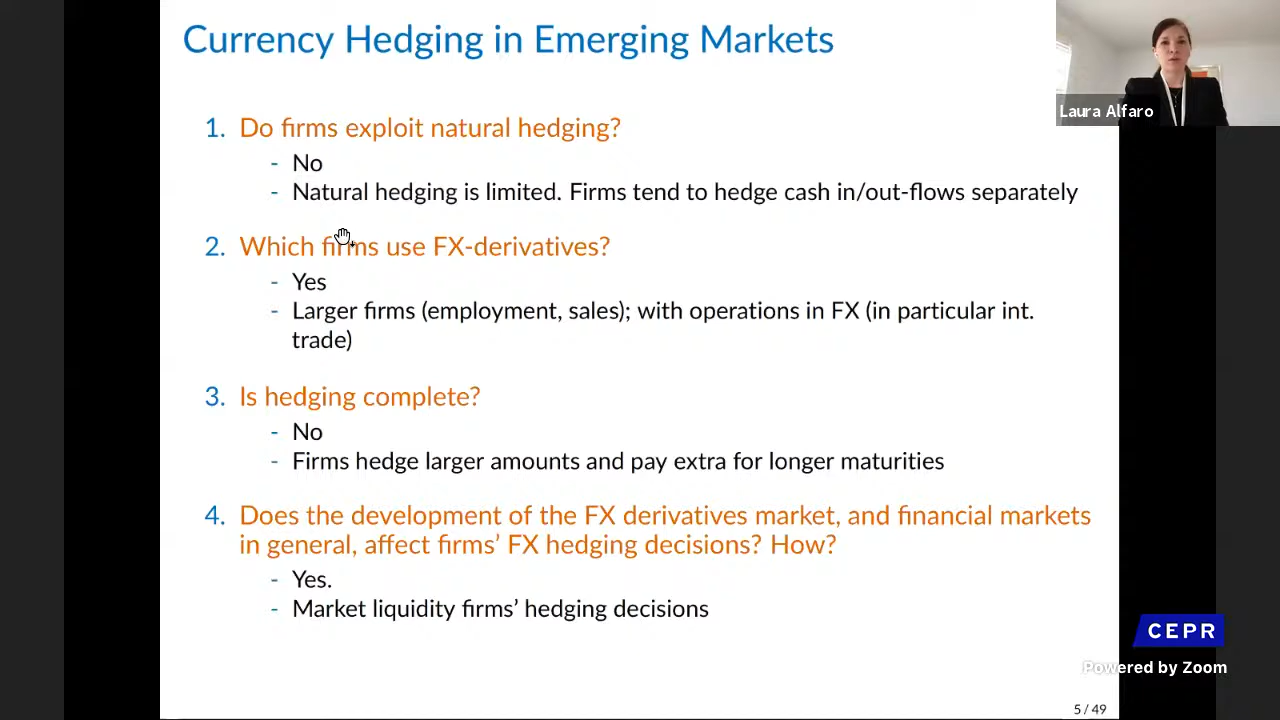 Currency Hedging in Emerging Markets
Laura Alfaro
1. Do firms exploit natural hedging?
- No
- Natural hedging is limited. Firms tend to hedge cash in/out-flows separately
2. Which firms use FX-derivatives?
- Yes
- Larger firms (employment, sales); with operations in FX (in particular int.
trade)
3. Is hedging complete?
- No
- Firms hedge larger amounts and pay extra for longer maturities
4. Does the development of the FX derivatives market, and financial markets
in general, affect firms’ FX hedging decisions? How?
- Yes.
- Market liquidity firms’ hedging decisions
CEPR
Powered by Zoom
5 / 49